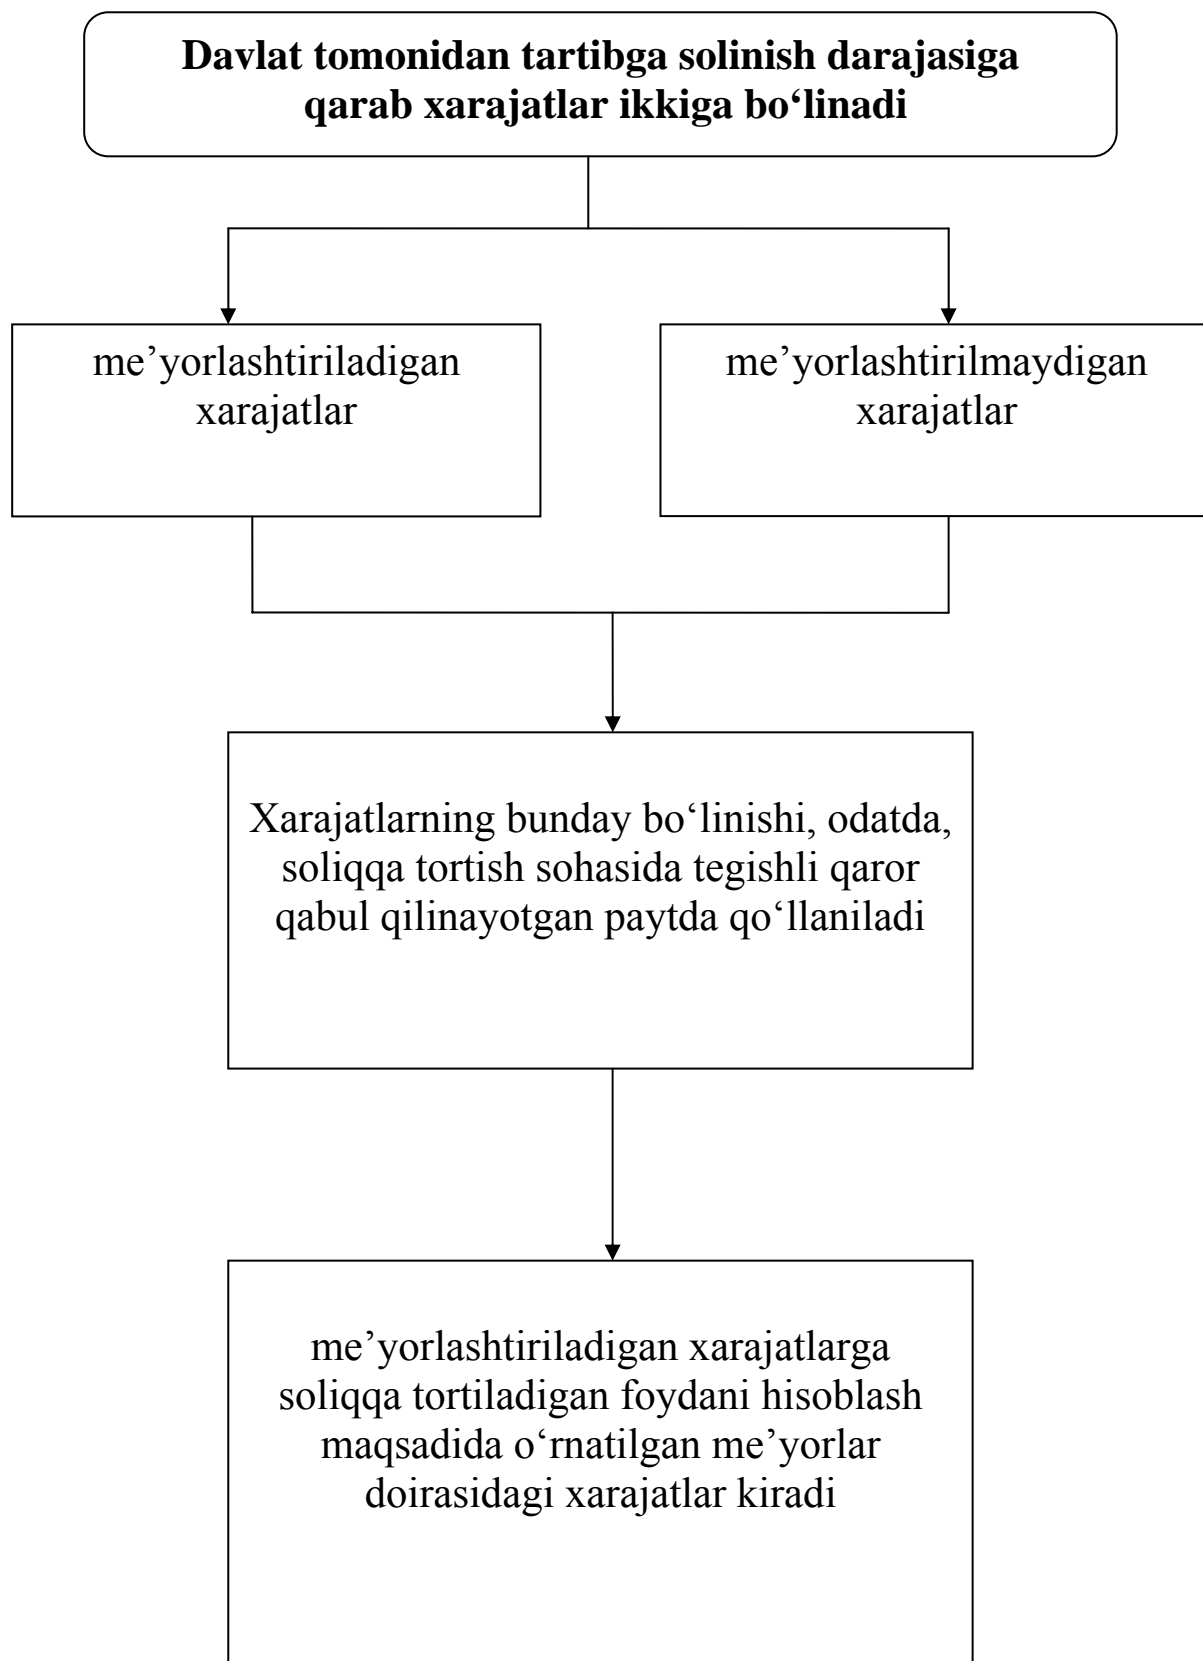 Davlat tomonidan tartibga solinish darajasiga
qarab xarajatlar ikkiga bo‘linadi
me’yorlashtiriladigan
xarajatlar
me’yorlashtirilmaydigan
xarajatlar
Xarajatlarning bunday bo‘linishi, odatda,
soliqqa tortish sohasida tegishli qaror
qabul qilinayotgan paytda qo‘llaniladi
me’yorlashtiriladigan xarajatlarga
soliqqa tortiladigan foydani hisoblash
maqsadida o‘rnatilgan me’yorlar
doirasidagi xarajatlar kiradi